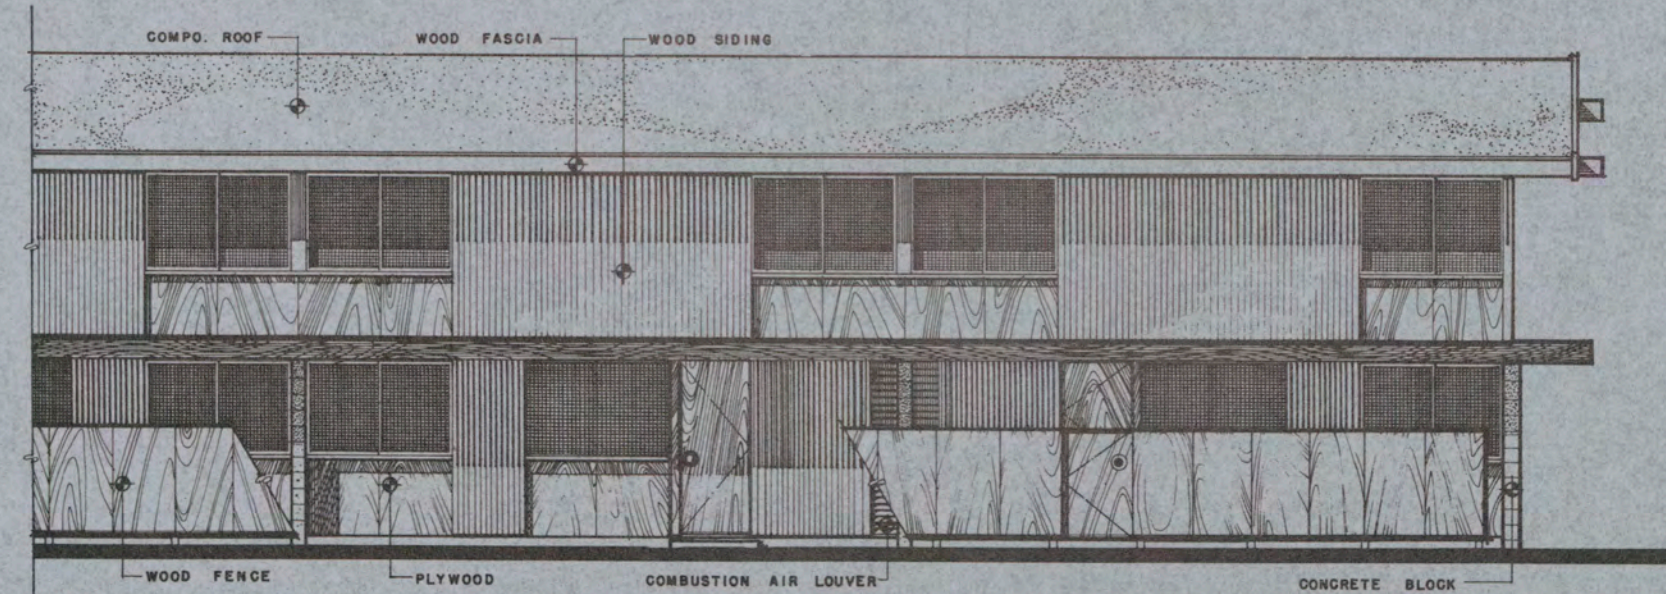 COMPO. ROOF
WOOD FASCIA
WOOD SIDING
WOOD FENCE
PLYWOOD
COMBUSTION AIR LOUVER
CONCRETE BLOCK